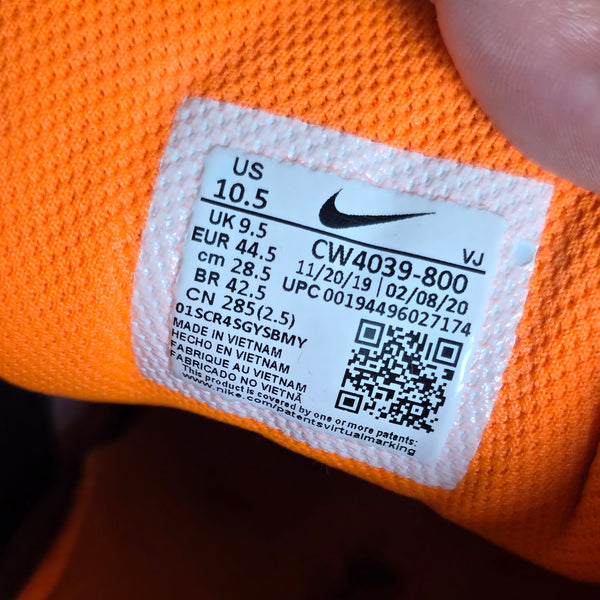 US
10.5
UK 9.5
EUR 44.5
cm 28.5
BR 42.5
CN 285(2.5)
VJ
CW4039-800
11/20/19 | 02/08/20
UPC 00194496027174
01SCR4SGYSBMY
MADE IN VIETNAM
HECHO EN VIETNAM
FABRIQUE AU VIETNAM
FABRICADO NO VIETNÃ
This product is covered by one or more patents:
www.nike.com/patentsvirtualmarking